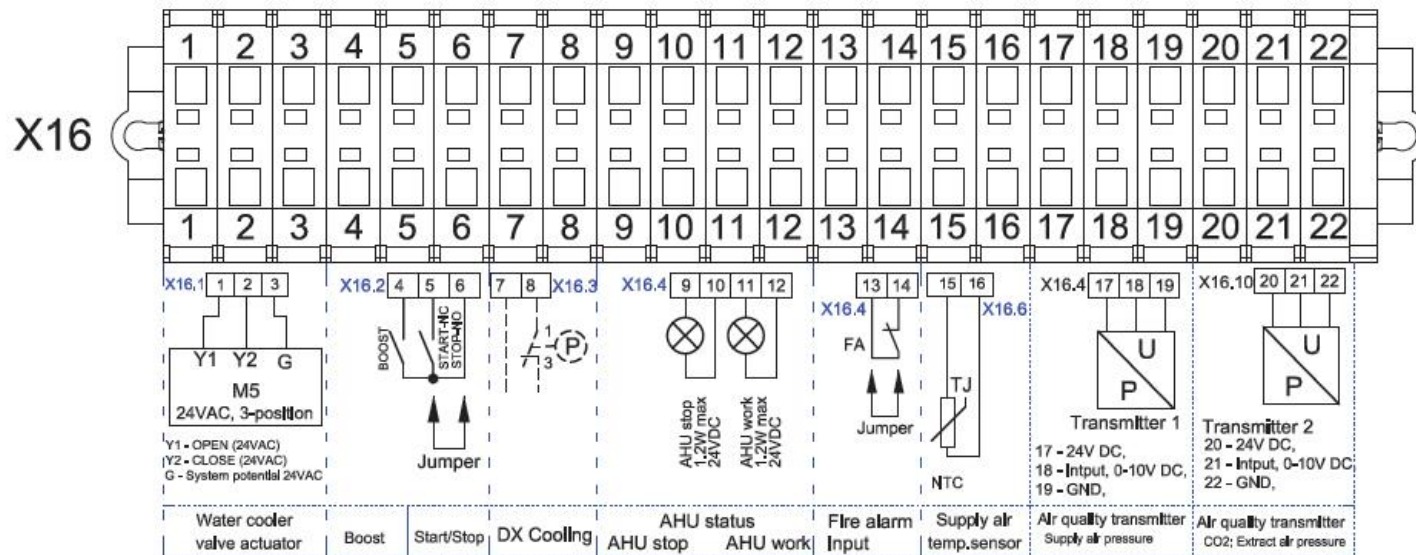 1 2 3 4 5 6 7 8 9 10 11 12 13 14 15 16 17 18 19 20 21 22
X16
1 2 3 4 5 6 7 8 9 10 11 12 13 14 15 16 17 18 19 20 21 22
X16.1 1 2 3
Y1 Y2 G
M5
24VAC, 3-position
Y1 - OPEN (24VAC)
Y2 - CLOSE (24VAC)
G - System potential 24VAC
Water cooler
valve actuator
X16.2 4 5 6
BOOST
START-NC
STOP-NO
Jumper
Boost
Start/Stop
7 8 X16.3
1
P
3
DX Cooling
X16.4 9 10 11 12
AHU stop
1.2W max
24VDC
AHU work
1.2W max
24VDC
AHU status
AHU stop AHU work
13 14
X16.4
FA
Jumper
Fire alarm
Input
15 16
X16.6
TJ
NTC
Supply air
temp.sensor
X16.4 17 18 19
U
P
Transmitter 1
17 - 24V DC,
18 - Intput, 0-10V DC,
19 - GND,
Air quality transmitter
Supply air pressure
X16.10 20 21 22
U
P
Transmitter 2
20 - 24V DC,
21 - Intput, 0-10V DC
22 - GND,
Air quality transmitter
CO2; Extract air pressure